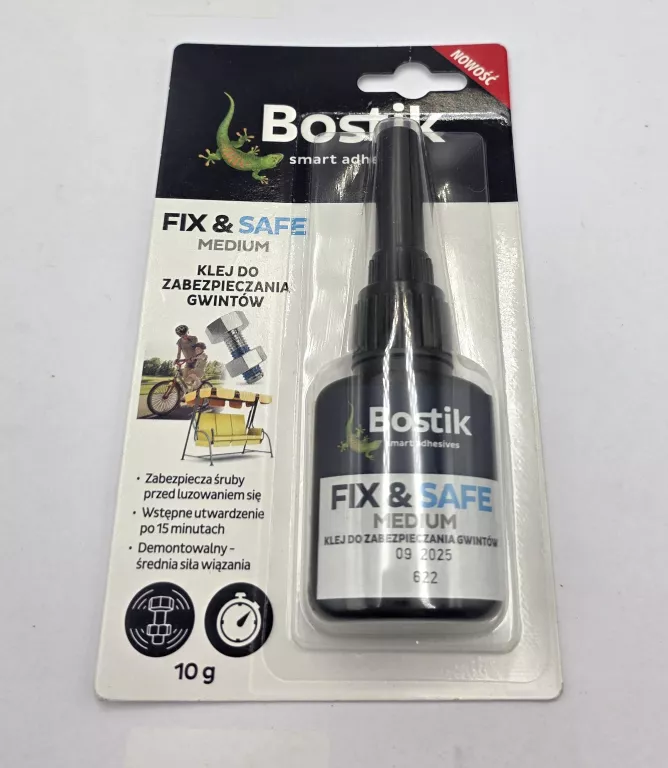 NOWOŚĆ
Bostik
smart adhe
FIX & SAFE
MEDIUM
KLEJ DO
ZABEZPIECZANIA
GWINTÓW
• Zabezpiecza śruby
przed luzowaniem się
• Wstępne utwardzenie
po 15 minutach
• Demontowalny –
średnia siła wiązania
10 g
Bostik
smart adhesives
FIX & SAFE
MEDIUM
KLEJ DO ZABEZPIECZANIA GWINTÓW
09 2025
622